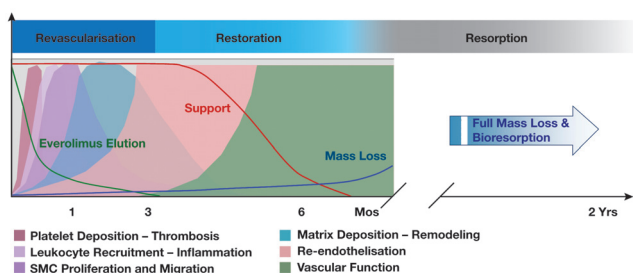 Revascularisation Restoration Resorption
Support
Everolimus Elution
Mass Loss
Full Mass Loss &
Bioresorption
1 3 6 Mos 2 Yrs
Platelet Deposition – Thrombosis
Leukocyte Recruitment – Inflammation
SMC Proliferation and Migration
Matrix Deposition – Remodeling
Re-endothelisation
Vascular Function